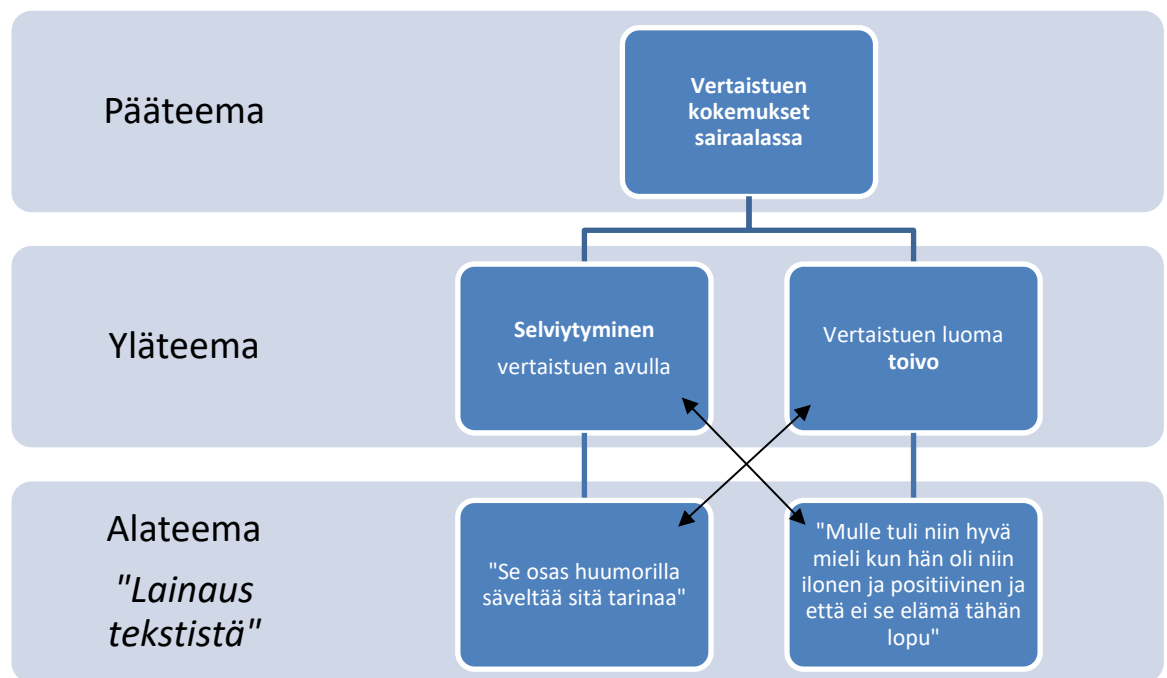 Pääteema
Vertaistuen
kokemukset
sairaalassa
Yläteema
Selviytyminen
vertaistuen avulla
Vertaistuen luoma
toivo
Alateema
"Lainaus
tekstistä"
"Se osas huumorilla
säveltää sitä tarinaa"
"Mulle tuli niin hyvä
mieli kun hän oli niin
ilonen ja positiivinen ja
että ei se elämä tähän
lopu"